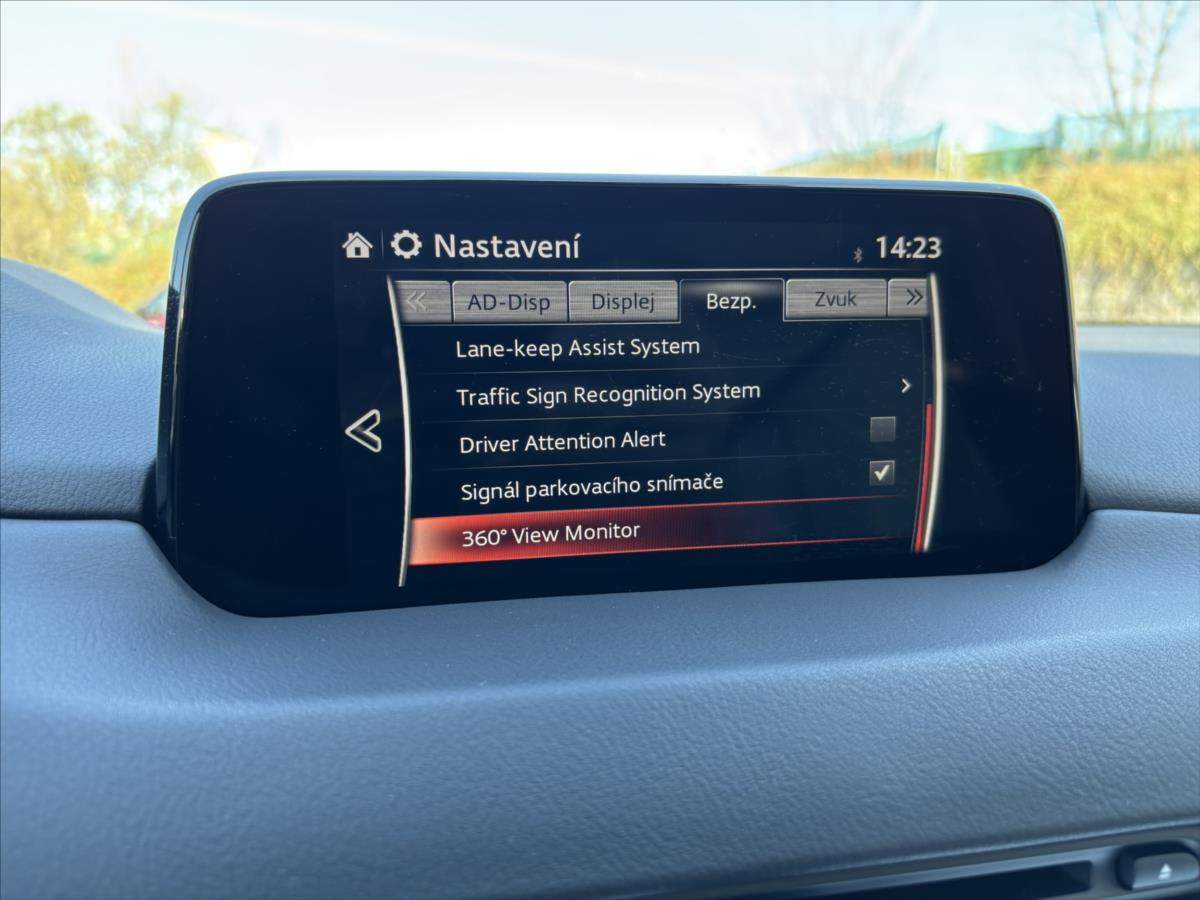 Nastavení 14:23
AD-Disp Displej Bezp. Zvuk
Lane-keep Assist System
Traffic Sign Recognition System
Driver Attention Alert
Signál parkovacího snímače
360° View Monitor